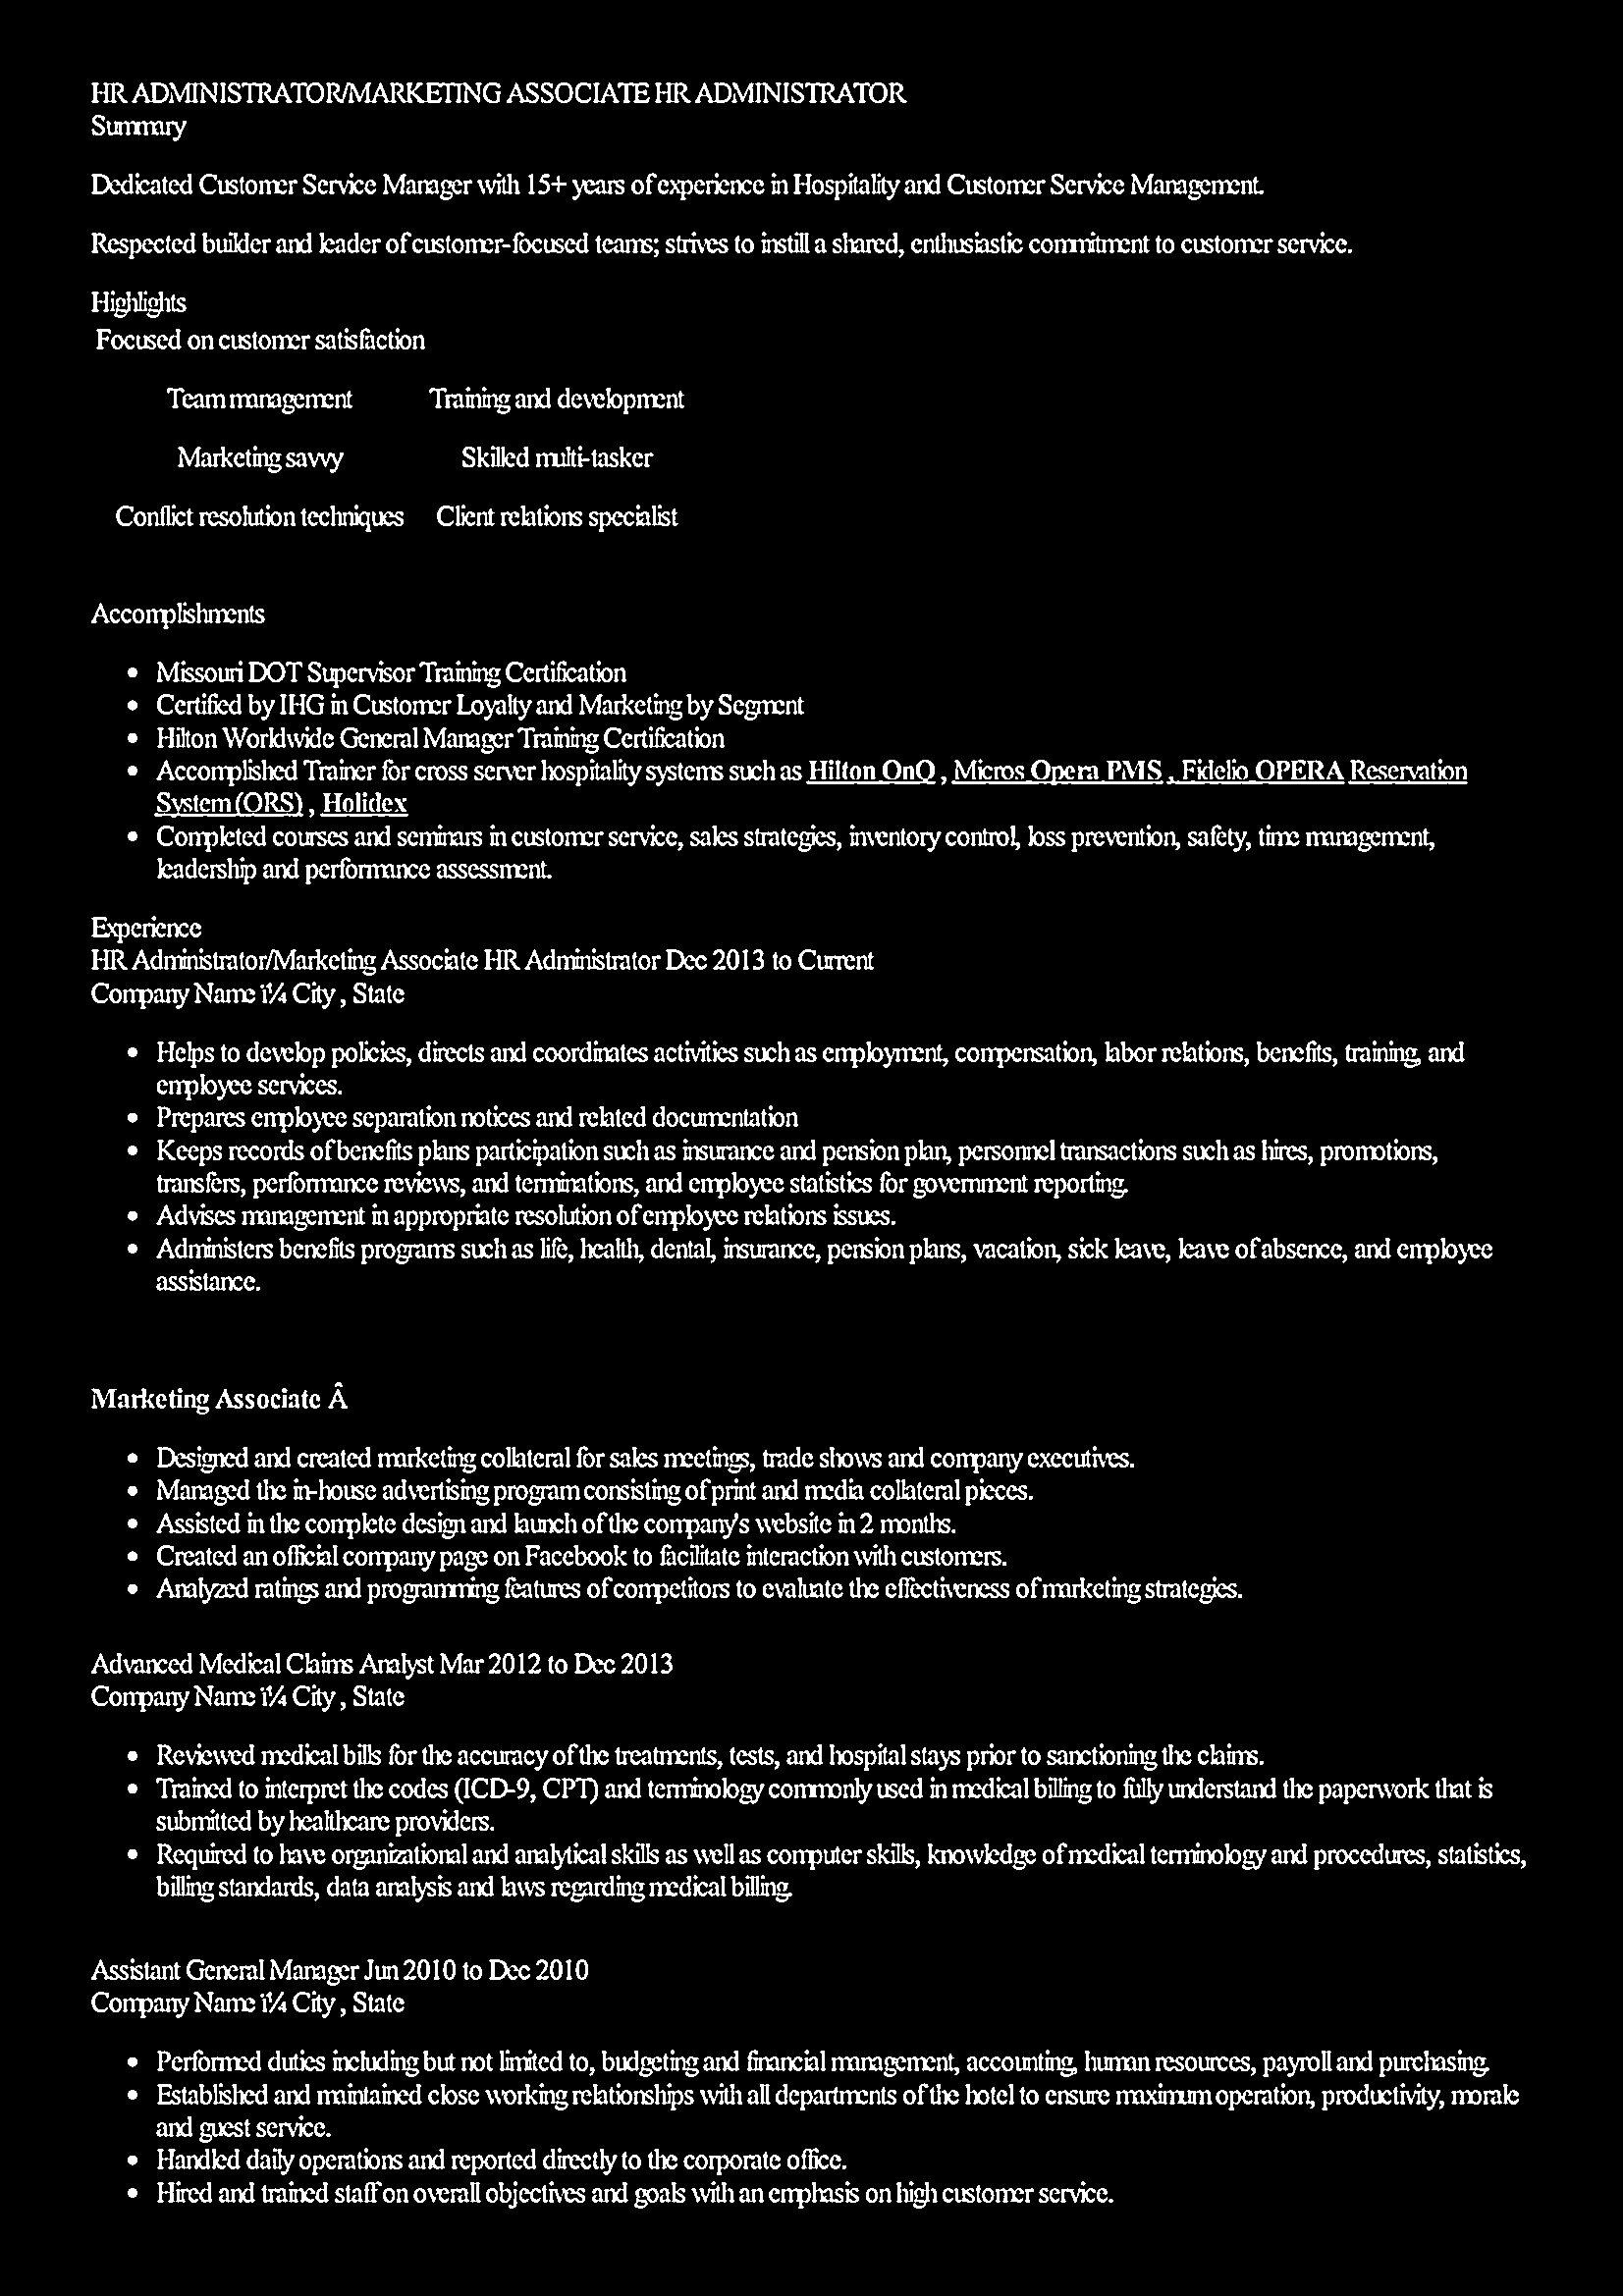 HR ADMINISTRATOR/MARKETING ASSOCIATE HR ADMINISTRATOR
Summary
Dedicated Customer Service Manager with 15+ years of experience in Hospitality and Customer Service Management.
Respected builder and leader of customer-focused teams; strives to instill a shared, enthusiastic commitment to customer service.
Highlights
Focused on customer satisfaction
Team management Training and development
Marketing savvy Skilled multi-tasker
Conflict resolution techniques Client relations specialist
Accomplishments
• Missouri DOT Supervisor Training Certification
• Certified by IHG in Customer Loyalty and Marketing by Segment
• Hilton Worldwide General Manager Training Certification
• Accomplished Trainer for cross server hospitality systems such as Hilton OnQ , Micros Opera PMS , Fidelio OPERA Reservation
System (ORS) , Holidex
• Completed courses and seminars in customer service, sales strategies, inventory control, loss prevention, safety, time management,
leadership and performance assessment.
Experience
HR Administrator/Marketing Associate HR Administrator Dec 2013 to Current
Company Name ï¼ City , State
• Helps to develop policies, directs and coordinates activities such as employment, compensation, labor relations, benefits, training, and
employee services.
• Prepares employee separation notices and related documentation
• Keeps records of benefits plans participation such as insurance and pension plan, personnel transactions such as hires, promotions,
transfers, performance reviews, and terminations, and employee statistics for government reporting.
• Advises management in appropriate resolution of employee relations issues.
• Administers benefits programs such as life, health, dental, insurance, pension plans, vacation, sick leave, leave of absence, and employee
assistance.
Marketing Associate Â
• Designed and created marketing collateral for sales meetings, trade shows and company executives.
• Managed the in-house advertising program consisting of print and media collateral pieces.
• Assisted in the complete design and launch of the company's website in 2 months.
• Created an official company page on Facebook to facilitate interaction with customers.
• Analyzed ratings and programming features of competitors to evaluate the effectiveness of marketing strategies.
Advanced Medical Claims Analyst Mar 2012 to Dec 2013
Company Name ï¼ City , State
• Reviewed medical bills for the accuracy of the treatments, tests, and hospital stays prior to sanctioning the claims.
• Trained to interpret the codes (ICD-9, CPT) and terminology commonly used in medical billing to fully understand the paperwork that is
submitted by healthcare providers.
• Required to have organizational and analytical skills as well as computer skills, knowledge of medical terminology and procedures, statistics,
billing standards, data analysis and laws regarding medical billing.
Assistant General Manager Jun 2010 to Dec 2010
Company Name ï¼ City , State
• Performed duties including but not limited to, budgeting and financial management, accounting, human resources, payroll and purchasing.
• Established and maintained close working relationships with all departments of the hotel to ensure maximum operation, productivity, morale
and guest service.
• Handled daily operations and reported directly to the corporate office.
• Hired and trained staff on overall objectives and goals with an emphasis on high customer service.